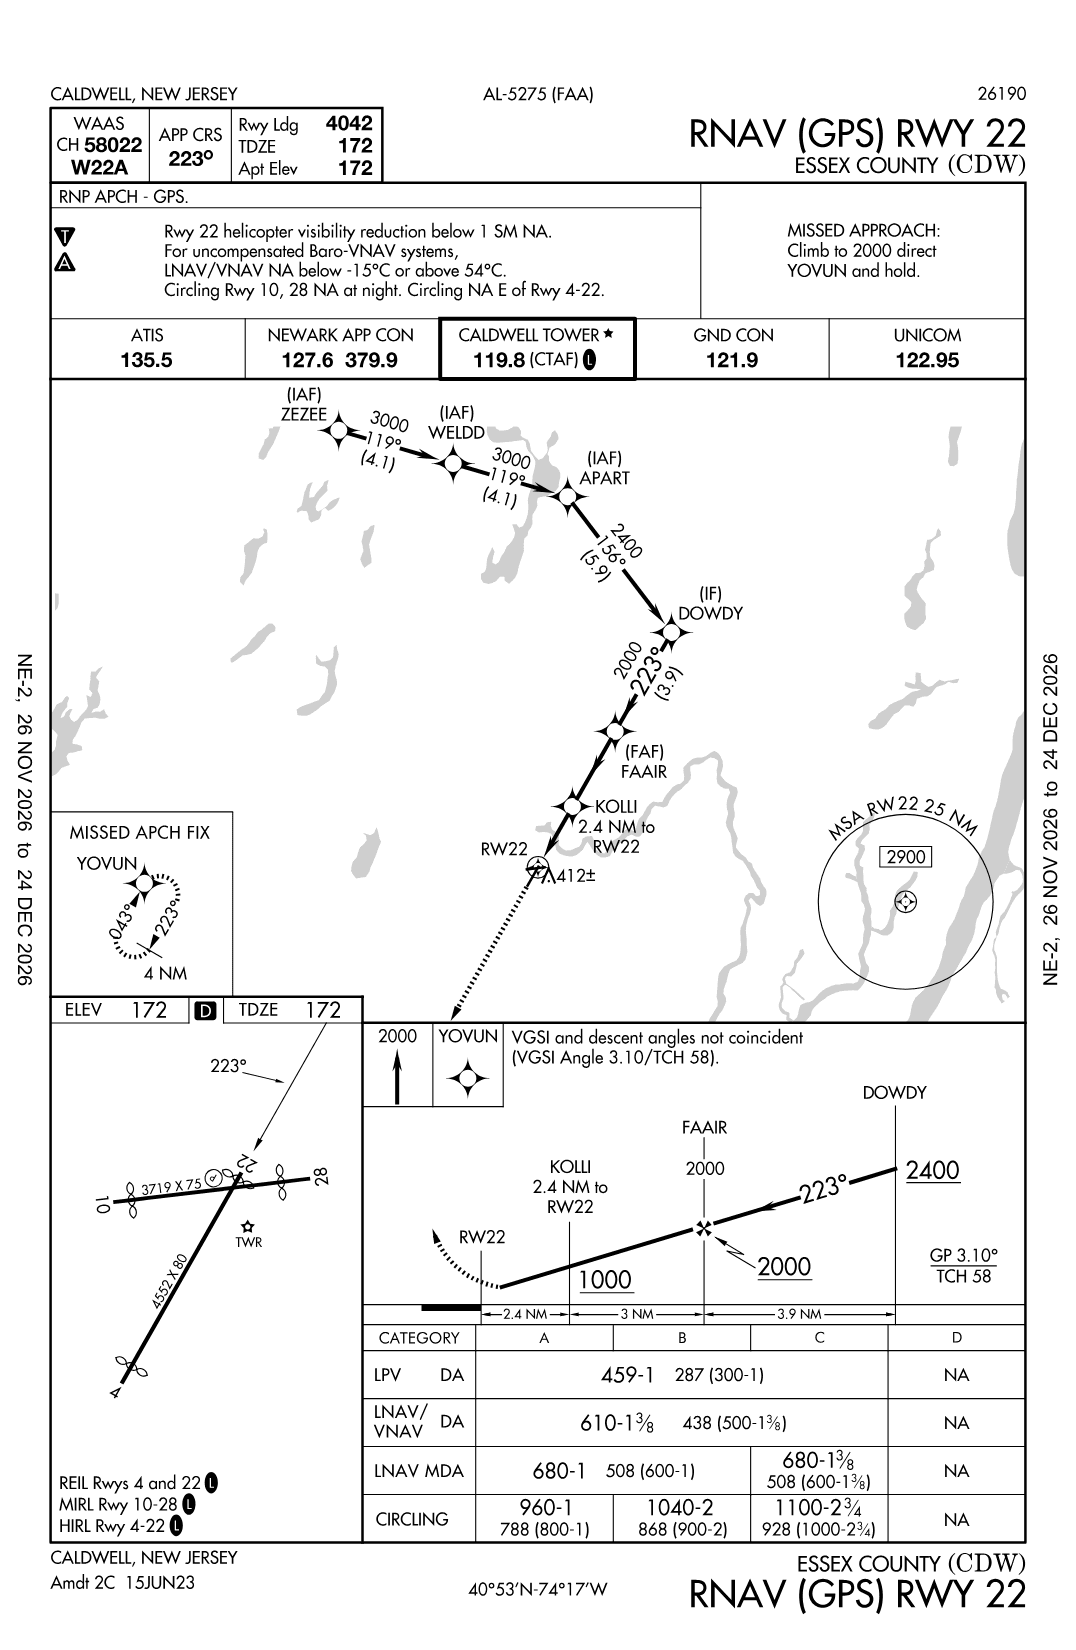 CALDWELL, NEW JERSEY
AL-5275 (FAA)
26190
WAAS
CH 58022
W22A
APP CRS
223°
Rwy Ldg 4042
TDZE 172
Apt Elev 172
RNAV (GPS) RWY 22
ESSEX COUNTY (CDW)
RNP APCH - GPS.
T
A
Rwy 22 helicopter visibility reduction below 1 SM NA.
For uncompensated Baro-VNAV systems,
LNAV/VNAV NA below -15°C or above 54°C.
Circling Rwy 10, 28 NA at night. Circling NA E of Rwy 4-22.
MISSED APPROACH:
Climb to 2000 direct
YOVUN and hold.
ATIS
135.5
NEWARK APP CON
127.6 379.9
CALDWELL TOWER ★
119.8 (CTAF) L
GND CON
121.9
UNICOM
122.95
(IAF)
ZEZEE
3000
119°
(4.1)
(IAF)
WELDD
3000
119°
(4.1)
(IAF)
APART
2400
156°
(5.9)
(IF)
DOWDY
2000
223°
(3.9)
(FAF)
FAAIR
KOLLI
2.4 NM to
RW22
RW22
412±
MSA RW 22 25 NM
2900
MISSED APCH FIX
YOVUN
043°
223°
4 NM
NE-2, 26 NOV 2026 to 24 DEC 2026
NE-2, 26 NOV 2026 to 24 DEC 2026
ELEV 172
D
TDZE 172
223°
22
28
10
3719 X 75
TWR
4552 X 80
4
REIL Rwys 4 and 22 L
MIRL Rwy 10-28 L
HIRL Rwy 4-22 L
2000
YOVUN
VGSI and descent angles not coincident
(VGSI Angle 3.10/TCH 58).
DOWDY
FAAIR
2000
2400
KOLLI
2.4 NM to
RW22
223°
RW22
2000
1000
GP 3.10°
TCH 58
2.4 NM
3 NM
3.9 NM
CATEGORY A B C D
LPV DA 459-1 287 (300-1) NA
LNAV/
VNAV DA 610-1⅜ 438 (500-1⅜) NA
LNAV MDA 680-1 508 (600-1) 680-1⅜
508 (600-1⅜) NA
CIRCLING 960-1
788 (800-1) 1040-2
868 (900-2) 1100-2¾
928 (1000-2¾) NA
CALDWELL, NEW JERSEY
Amdt 2C 15JUN23
40°53'N-74°17'W
ESSEX COUNTY (CDW)
RNAV (GPS) RWY 22